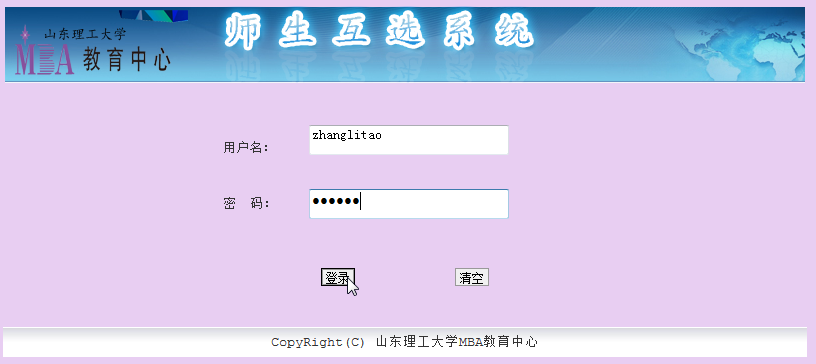 山东理工大学
MBA 教育中心
师生互选系统
用户名： zhanglitao
密 码： ●●●●●●
登录 清空
CopyRight(C) 山东理工大学MBA教育中心